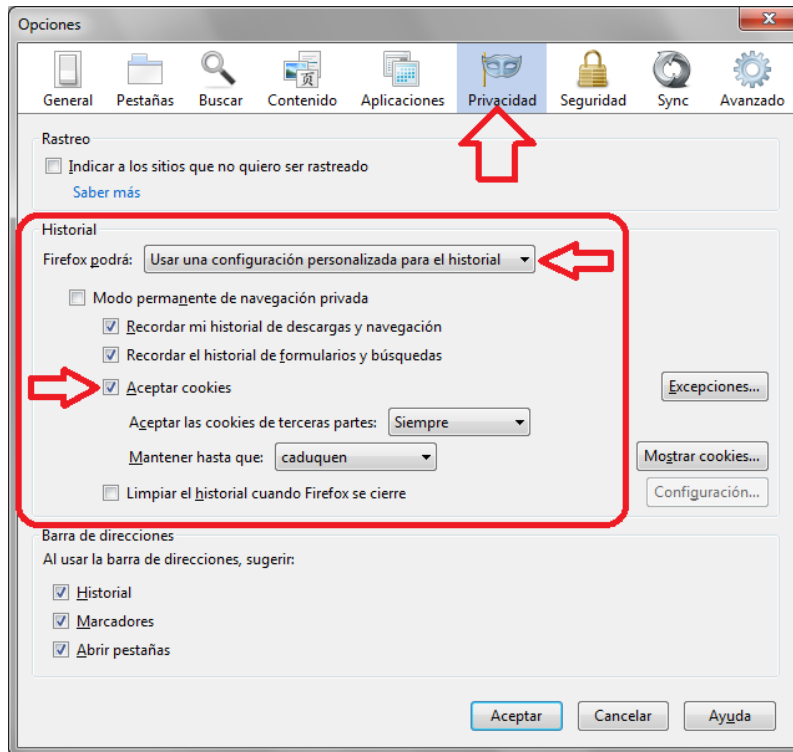 Opciones
General Pestañas Buscar Contenido Aplicaciones Privacidad Seguridad Sync Avanzado
Rastreo
Indicar a los sitios que no quiero ser rastreado
Saber más
Historial
Firefox podrá: Usar una configuración personalizada para el historial
Modo permanente de navegación privada
Recordar mi historial de descargas y navegación
Recordar el historial de formularios y búsquedas
Aceptar cookies Excepciones...
Aceptar las cookies de terceras partes: Siempre
Mantener hasta que: caduquen Mostrar cookies...
Limpiar el historial cuando Firefox se cierre Configuración...
Barra de direcciones
Al usar la barra de direcciones, sugerir:
Historial
Marcadores
Abrir pestañas
Aceptar Cancelar Ayuda